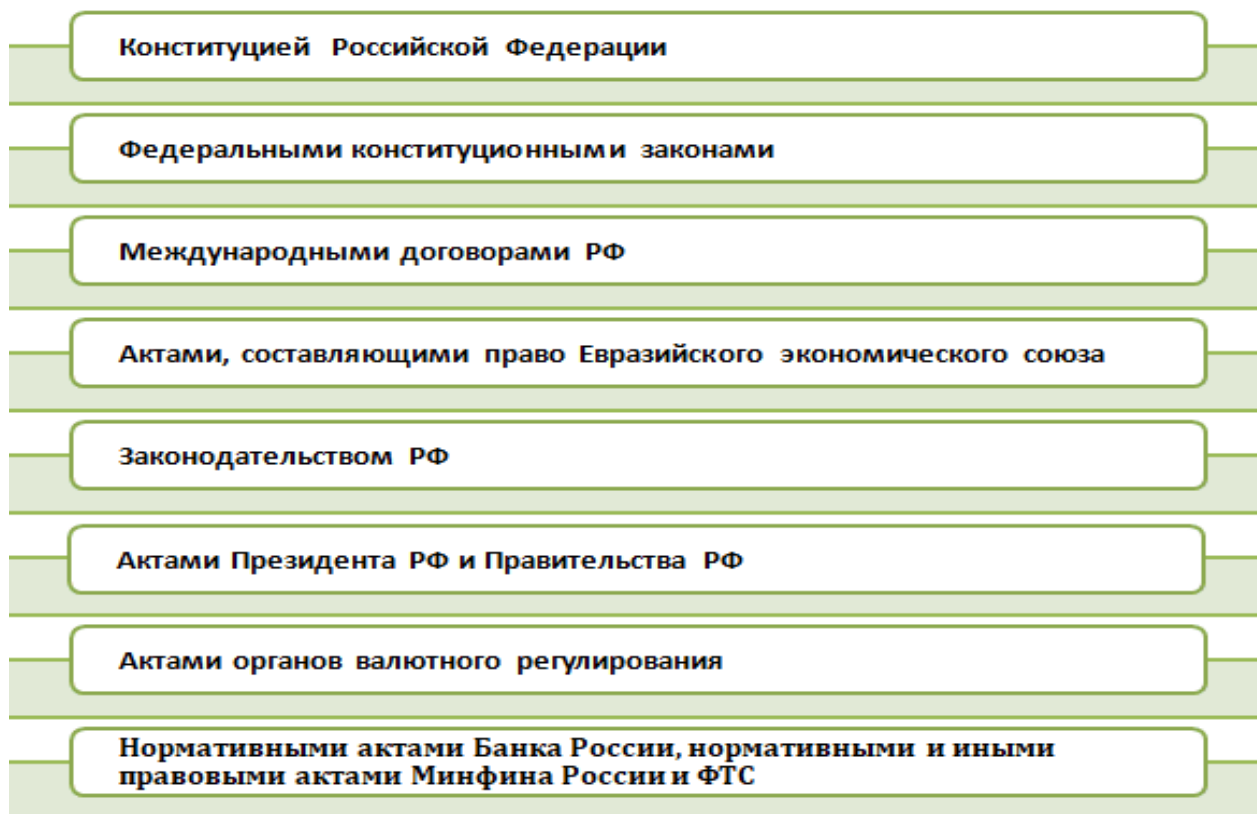 Конституцией Российской Федерации
Федеральными конституционными законами
Международными договорами РФ
Актами, составляющими право Евразийского экономического союза
Законодательством РФ
Актами Президента РФ и Правительства РФ
Актами органов валютного регулирования
Нормативными актами Банка России, нормативными и иными
правовыми актами Минфина России и ФТС